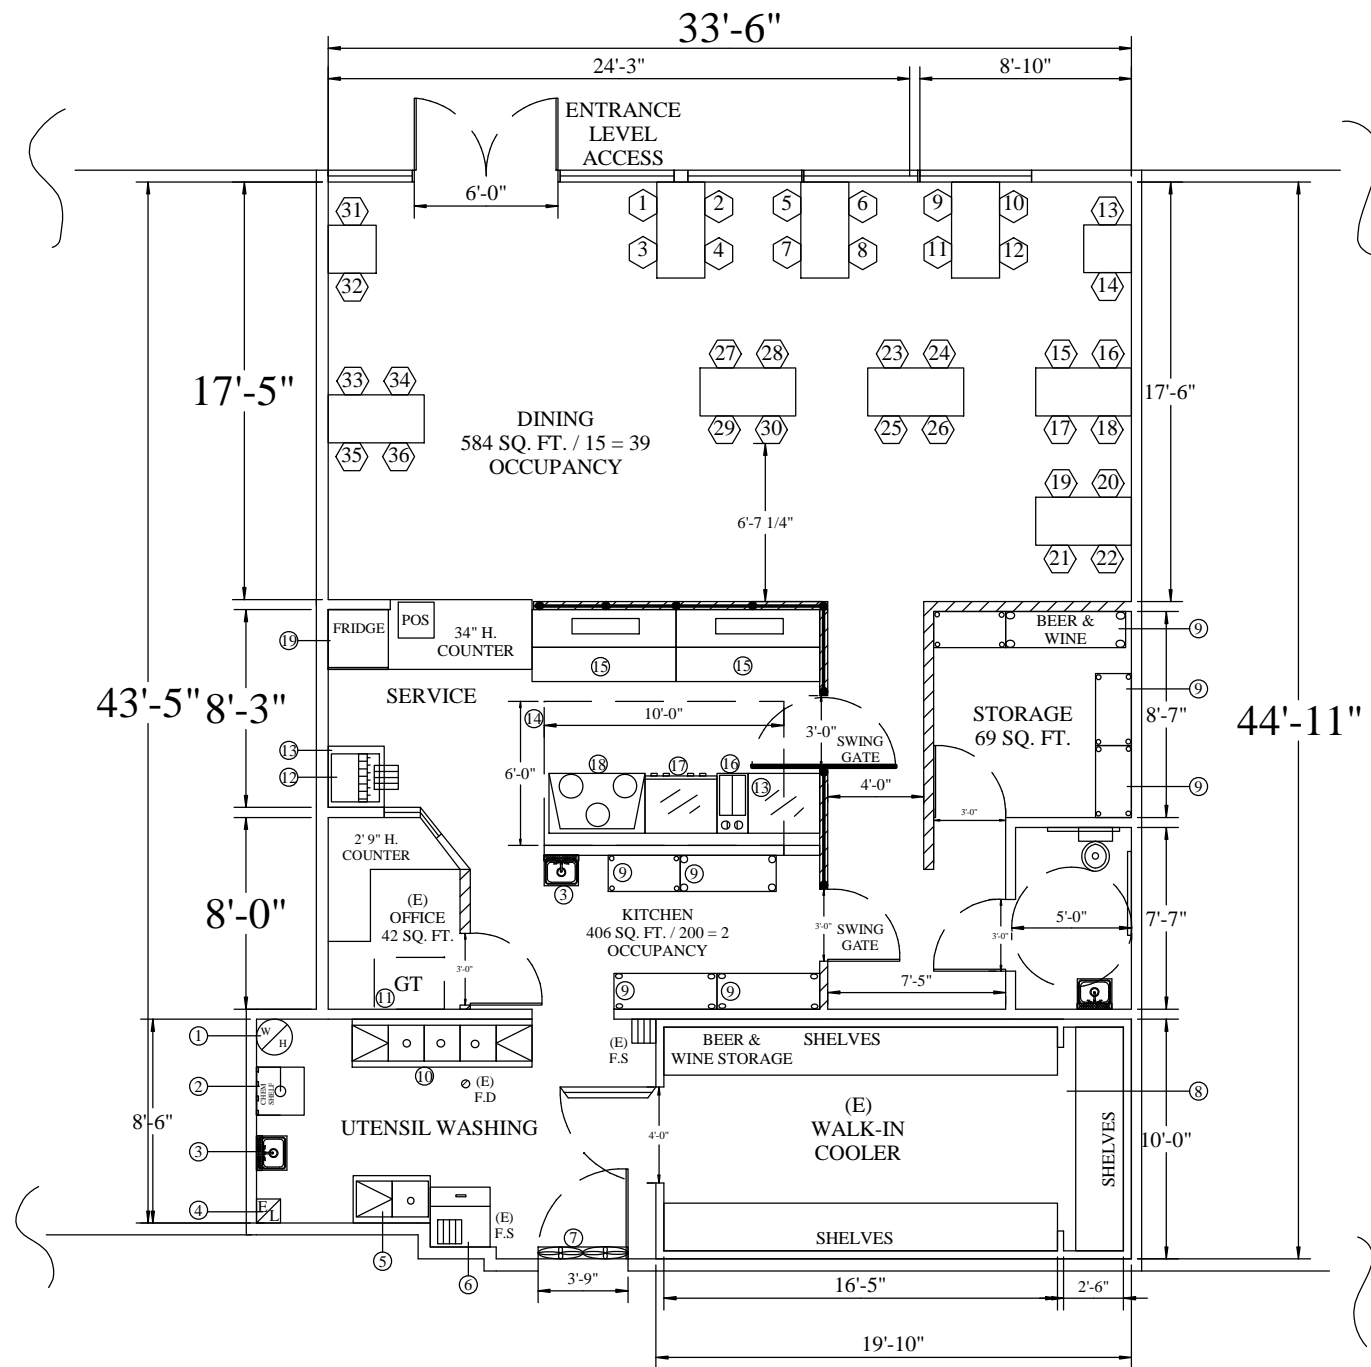 33'-6"
24'-3"
8'-10"
ENTRANCE
LEVEL
ACCESS
6'-0"
31
1
2
5
6
9
10
13
3
4
7
8
11
12
32
14
27
28
23
24
15
16
33
34
17'-5"
17'-6"
DINING
584 SQ. FT. / 15 = 39
OCCUPANCY
29
30
25
26
17
18
35
36
19
20
6'-7 1/4"
21
22
FRIDGE
POS
34" H.
COUNTER
BEER &
WINE
19
9
15
15
SERVICE
9
43'-5"
8'-3"
14
10'-0"
STORAGE
69 SQ. FT.
8'-7"
44'-11"
3'-0"
SWING
GATE
13
12
6'-0"
18
17
16
13
4'-0"
9
3'-0"
2' 9" H.
COUNTER
9
9
3
(E)
OFFICE
42 SQ. FT.
8'-0"
KITCHEN
406 SQ. FT. / 200 = 2
OCCUPANCY
3'-0"
SWING
GATE
3'-0"
5'-0"
7'-7"
3'-0"
GT
11
9
9
7'-5"
1
W
H
(E)
F.S
BEER &
WINE STORAGE
SHELVES
10
2
CHEM
SHELF
(E)
F.D
8
8'-6"
UTENSIL WASHING
(E)
WALK-IN
COOLER
4'-0"
10'-0"
SHELVES
3
4
E
L
(E)
F.S
5
6
7
SHELVES
3'-9"
16'-5"
2'-6"
19'-10"